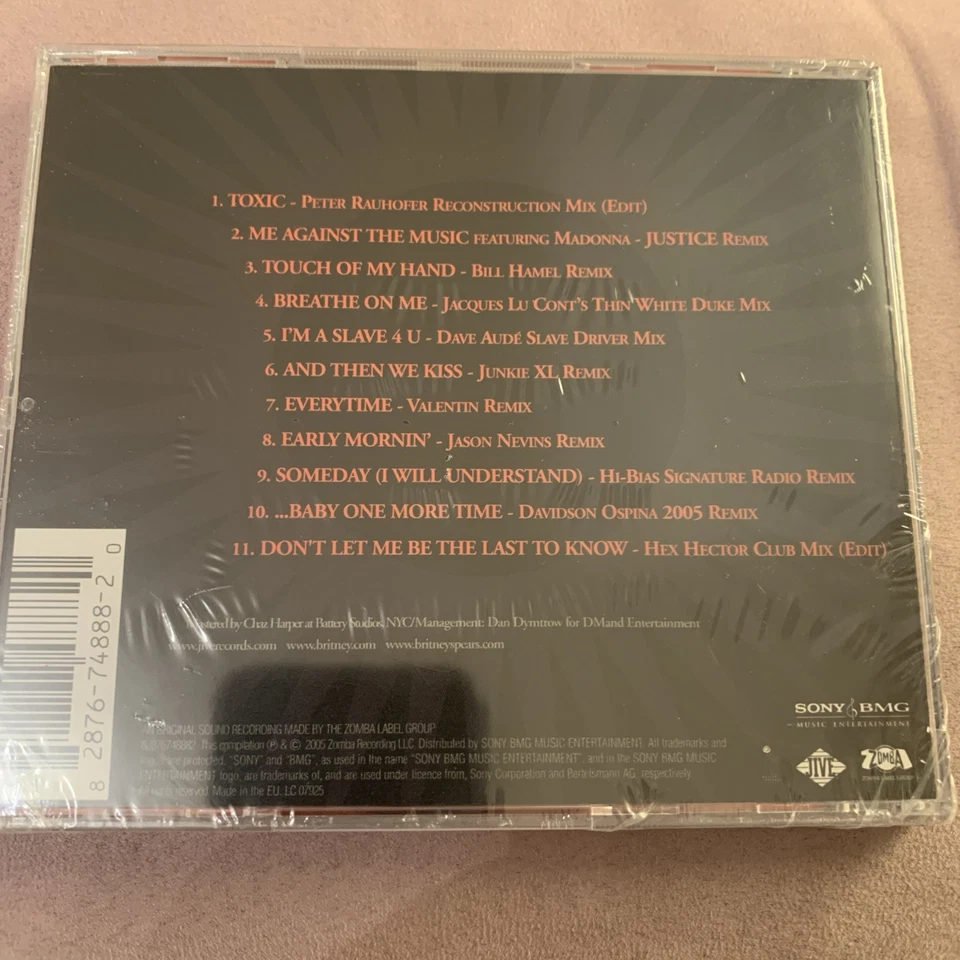 1. TOXIC - PETER RAUHOFER RECONSTRUCTION MIX (EDIT)
2. ME AGAINST THE MUSIC FEATURING MADONNA - JUSTICE REMIX
3. TOUCH OF MY HAND - BILL HAMEL REMIX
4. BREATHE ON ME - JACQUES LU CONT'S THIN WHITE DUKE MIX
5. I'M A SLAVE 4 U - DAVE AUDÉ SLAVE DRIVER MIX
6. AND THEN WE KISS - JUNKIE XL REMIX
7. EVERYTIME - VALENTIN REMIX
8. EARLY MORNIN' - JASON NEVINS REMIX
9. SOMEDAY (I WILL UNDERSTAND) - HI-BIAS SIGNATURE RADIO REMIX
10. ...BABY ONE MORE TIME - DAVIDSON OSPINA 2005 REMIX
11. DON'T LET ME BE THE LAST TO KNOW - HEX HECTOR CLUB MIX (EDIT)
Mastered by Chaz Harper at Battery Studios, NYC/Management: Dan Dymtrow for DMand Entertainment
www.jiverecords.com www.britney.com www.britneyspears.com
8 2876-74888-2 0
SONY BMG
MUSIC ENTERTAINMENT
JIVE
ZOMBA
ZOMBA LABEL GROUP
AN ORIGINAL SOUND RECORDING MADE BY THE ZOMBA LABEL GROUP
This compilation ℗ & © 2005 Zomba Recording LLC. Distributed by SONY BMG MUSIC ENTERTAINMENT. All trademarks and
are protected. "SONY" and "BMG", as used in the name "SONY BMG MUSIC ENTERTAINMENT", and in the SONY BMG MUSIC
ENTERTAINMENT logo, are trademarks of, and are used under licence from, Sony Corporation and Bertelsmann AG, respectively.
All rights reserved. Made in the EU. LC 07925